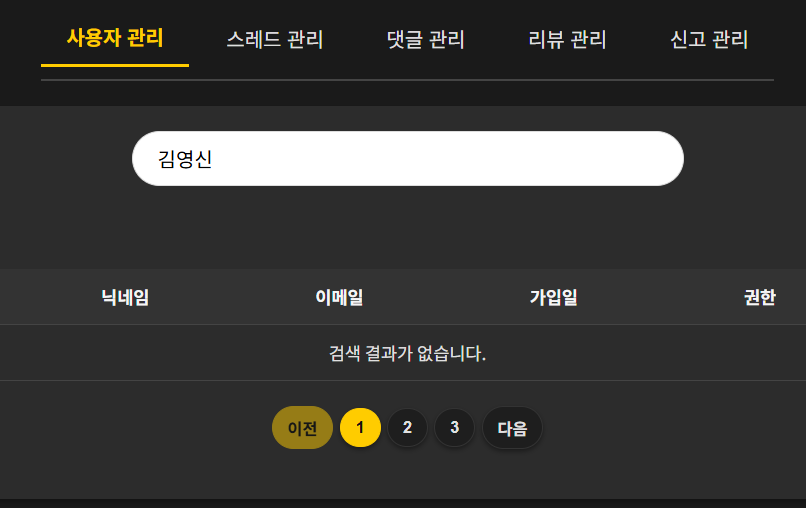 사용자 관리 스레드 관리 댓글 관리 리뷰 관리 신고 관리
김영신
닉네임 이메일 가입일 권한
검색 결과가 없습니다.
이전 1 2 3 다음